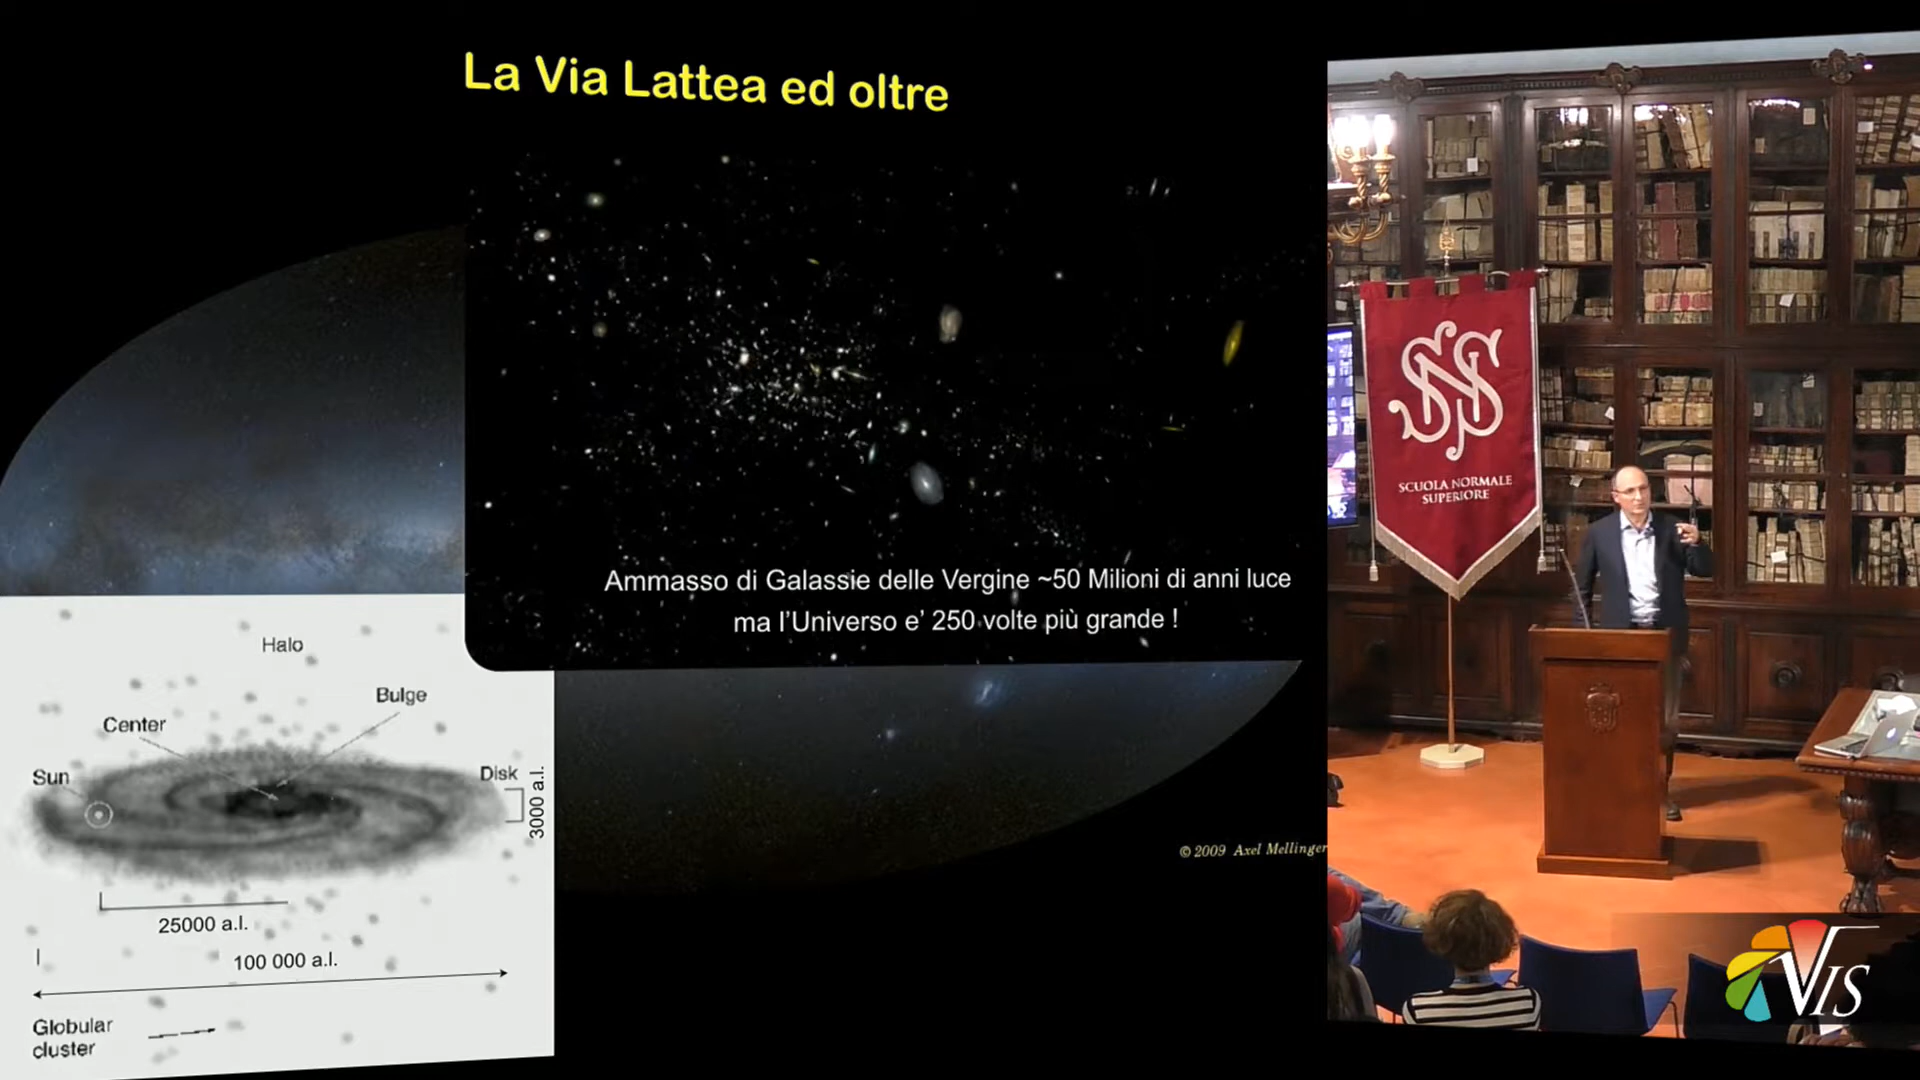 La Via Lattea ed oltre
Ammasso di Galassie delle Vergine ~50 Milioni di anni luce
ma l'Universo e' 250 volte più grande !
Halo
Bulge
Center
Sun
Disk
3000 a.l.
25000 a.l.
100 000 a.l.
Globular
cluster
© 2009 Axel Mellinger
SNS
SCUOLA NORMALE
SUPERIORE
VIS